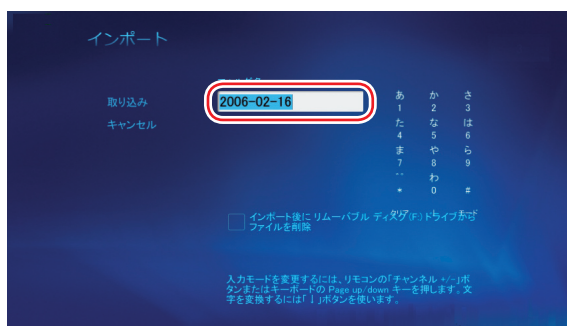 インポート
取り込み
キャンセル
2006-02-16
あ か さ
1 2 3
た な は
4 5 6
ま や ら
7 8 9
わ
* 0 #
インポート後に リムーバブル ディスク (F:) ドライブから
ファイルを削除
入力モードを変更するには、リモコンの「チャンネル +/-」ボ
タンまたはキーボードの Page up/down キーを押します。文
字を変換するには「↓」ボタンを使います。